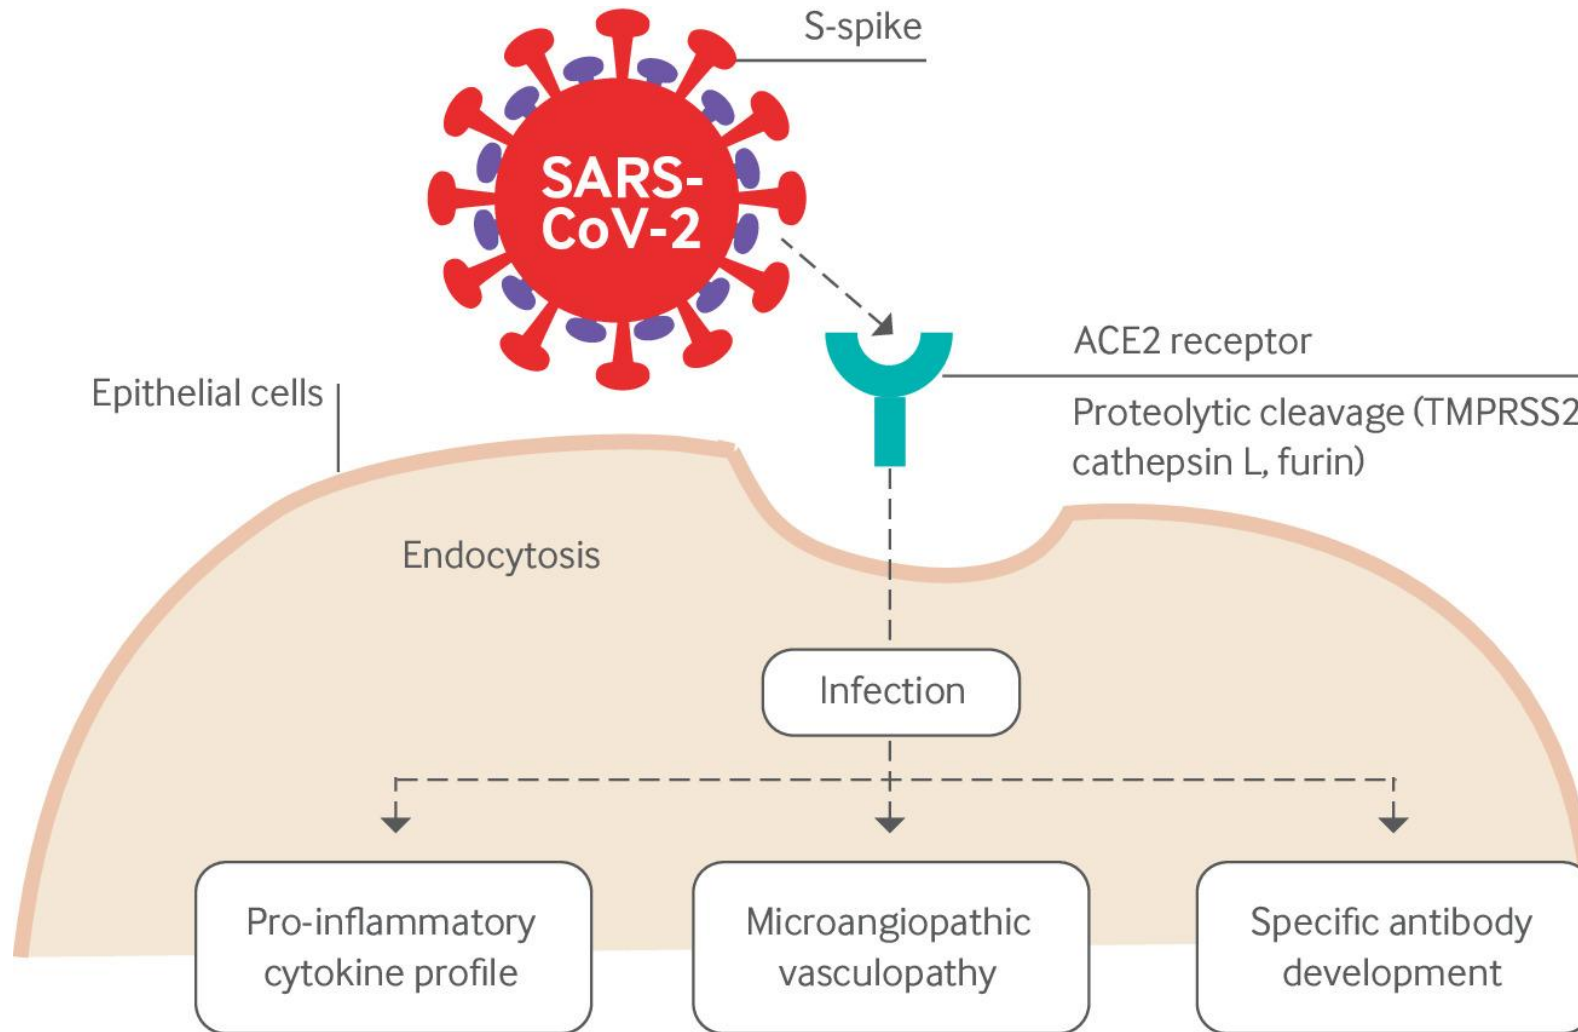 S-spike
SARS-
CoV-2
ACE2 receptor
Epithelial cells
Proteolytic cleavage (TMPRSS2
cathepsin L, furin)
Endocytosis
Infection
Pro-inflammatory
cytokine profile
Microangiopathic
vasculopathy
Specific antibody
development